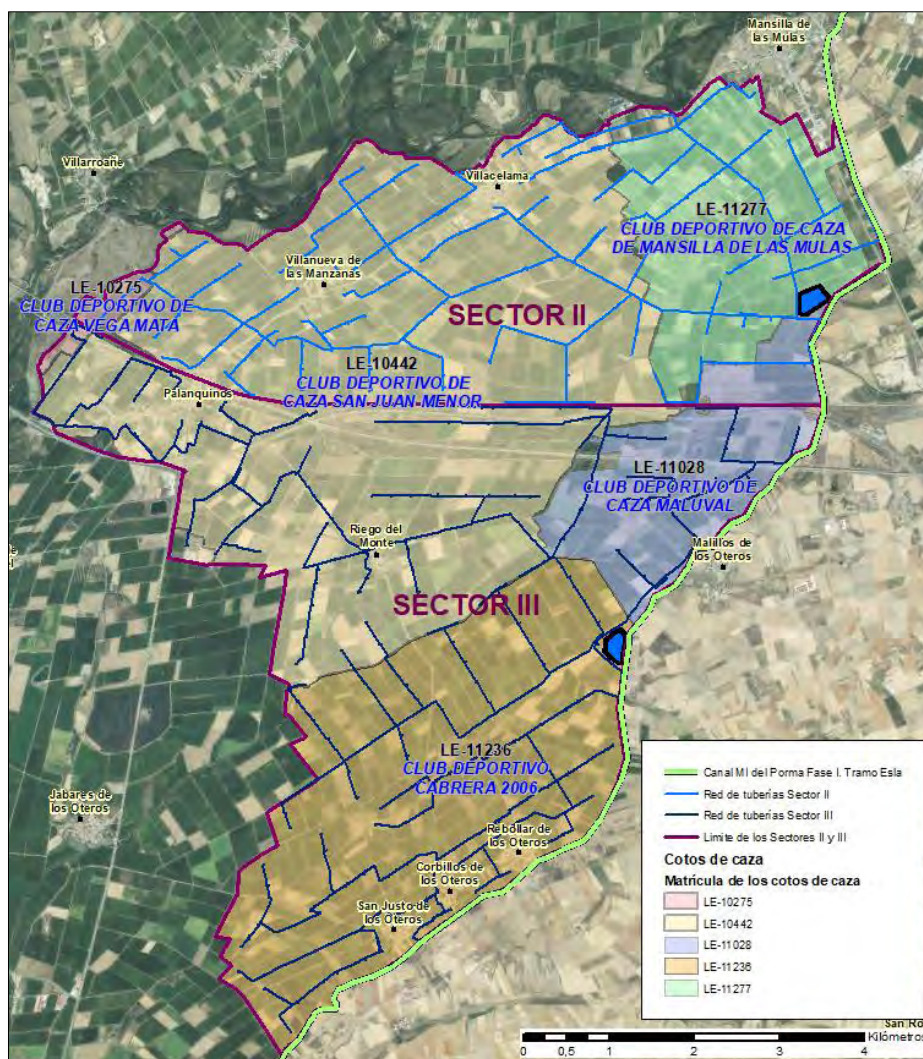 Mansilla de
las Mulas
Villarroañe
Villacelama
LE-11277
CLUB DEPORTIVO DE CAZA
DE MANSILLA DE LAS MULAS
Villanueva de
las Manzanas
LE-10275
CLUB DEPORTIVO DE
CAZA VEGA MATA
SECTOR II
LE-10442
CLUB DEPORTIVO DE
CAZA SAN JUAN MENOR
Palanquinos
LE-11028
CLUB DEPORTIVO DE
CAZA MALUVAL
Riego del
Monte
Malillos de
los Oteros
SECTOR III
LE-11236
CLUB DEPORTIVO
CABRERA 2006
Jabares de
los Oteros
Rebollar de
los Oteros
Corbillos de
los Oteros
San Justo de
los Oteros
Canal MI del Porma Fase I. Tramo Esla
Red de tuberías Sector II
Red de tuberías Sector III
Limite de los Sectores II y III
Cotos de caza
Matrícula de los cotos de caza
LE-10275
LE-10442
LE-11028
LE-11236
LE-11277
San Ro
Kilómetros
0 0,5 1 2 3 4